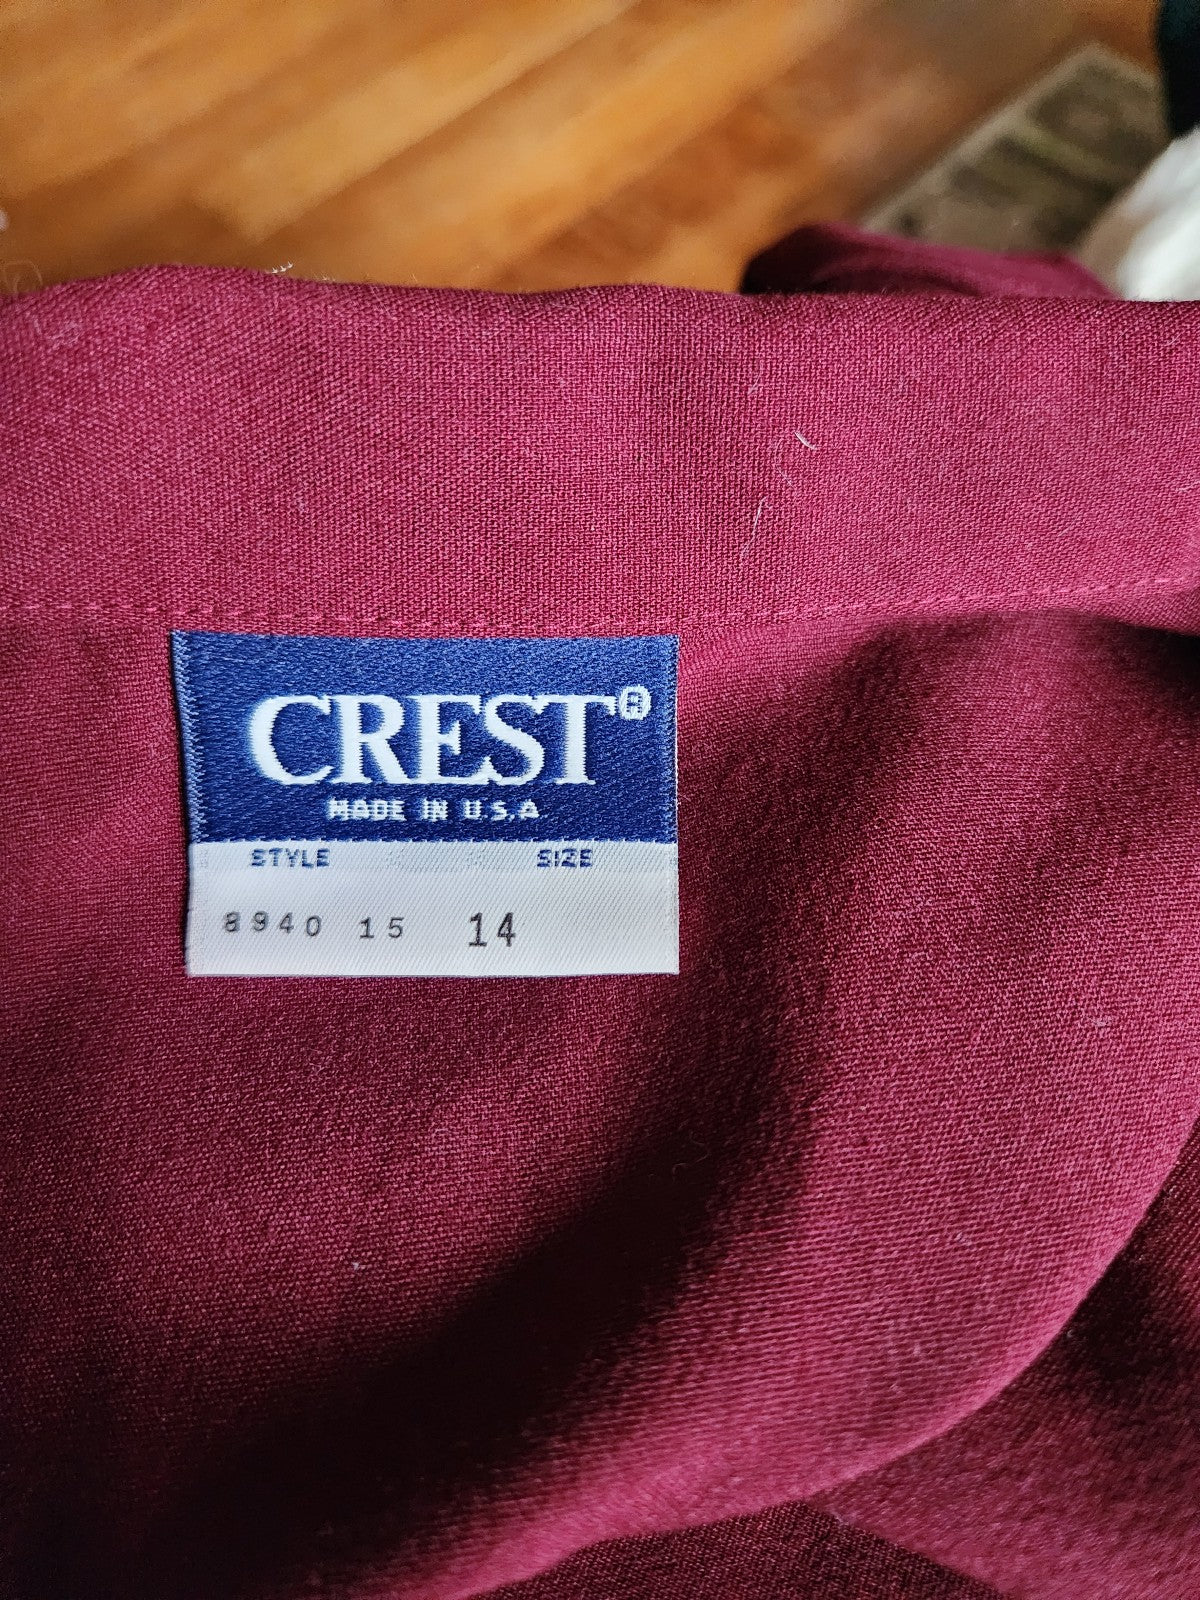 CREST®
MADE IN U.S.A.
STYLE SIZE
8940 15 14